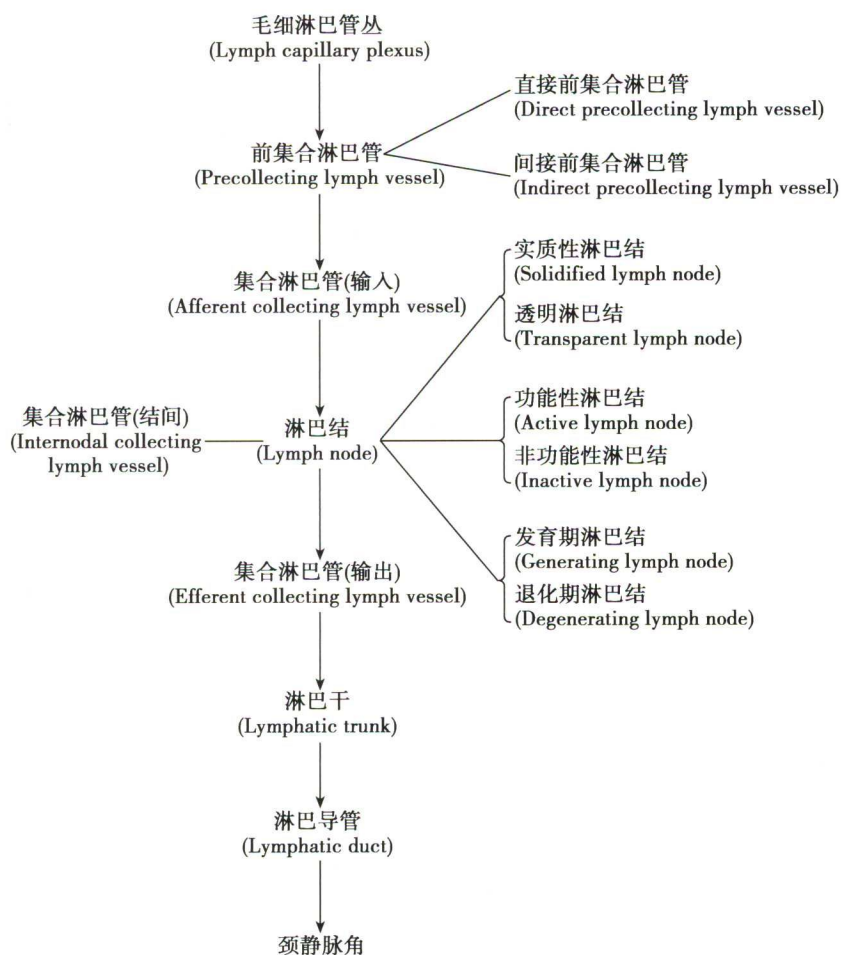 毛细淋巴管丛
(Lymph capillary plexus)
直接前集合淋巴管
(Direct precollecting lymph vessel)
前集合淋巴管
(Precollecting lymph vessel)
间接前集合淋巴管
(Indirect precollecting lymph vessel)
集合淋巴管(输入)
(Afferent collecting lymph vessel)
实质性淋巴结
(Solidified lymph node)
透明淋巴结
(Transparent lymph node)
集合淋巴管(结间)
(Internodal collecting
lymph vessel)
淋巴结
(Lymph node)
功能性淋巴结
(Active lymph node)
非功能性淋巴结
(Inactive lymph node)
发育期淋巴结
(Generating lymph node)
退化期淋巴结
(Degenerating lymph node)
集合淋巴管(输出)
(Efferent collecting lymph vessel)
淋巴干
(Lymphatic trunk)
淋巴导管
(Lymphatic duct)
颈静脉角